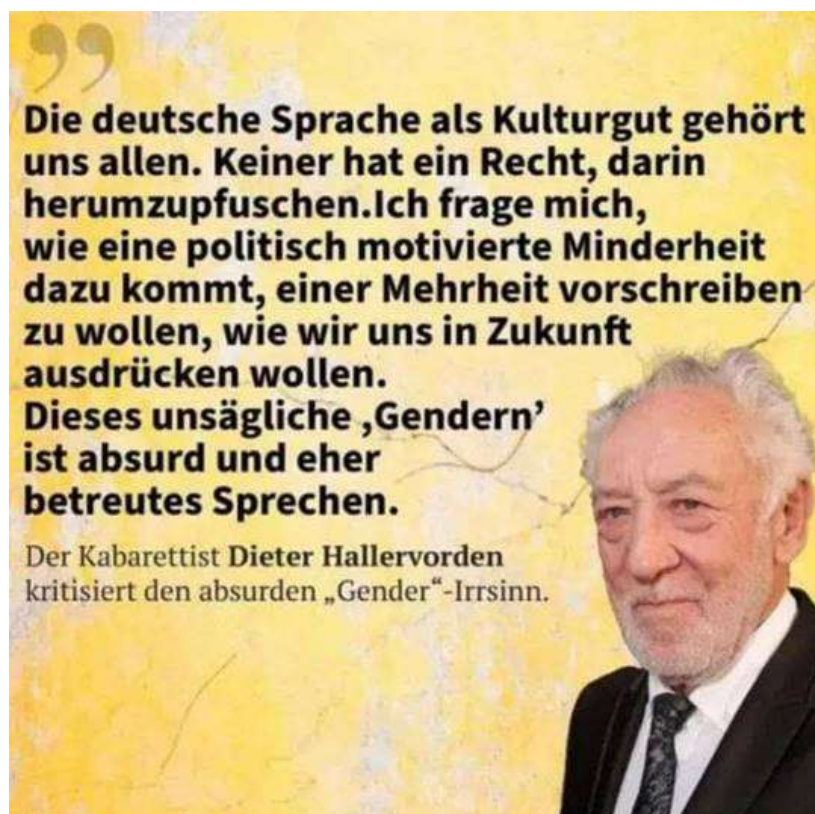 ”
Die deutsche Sprache als Kulturgut gehört
uns allen. Keiner hat ein Recht, darin
herumzupfuschen.Ich frage mich,
wie eine politisch motivierte Minderheit
dazu kommt, einer Mehrheit vorschreiben
zu wollen, wie wir uns in Zukunft
ausdrücken wollen.
Dieses unsägliche ‚Gendern’
ist absurd und eher
betreutes Sprechen.
Der Kabarettist Dieter Hallervorden
kritisiert den absurden „Gender“-Irrsinn.